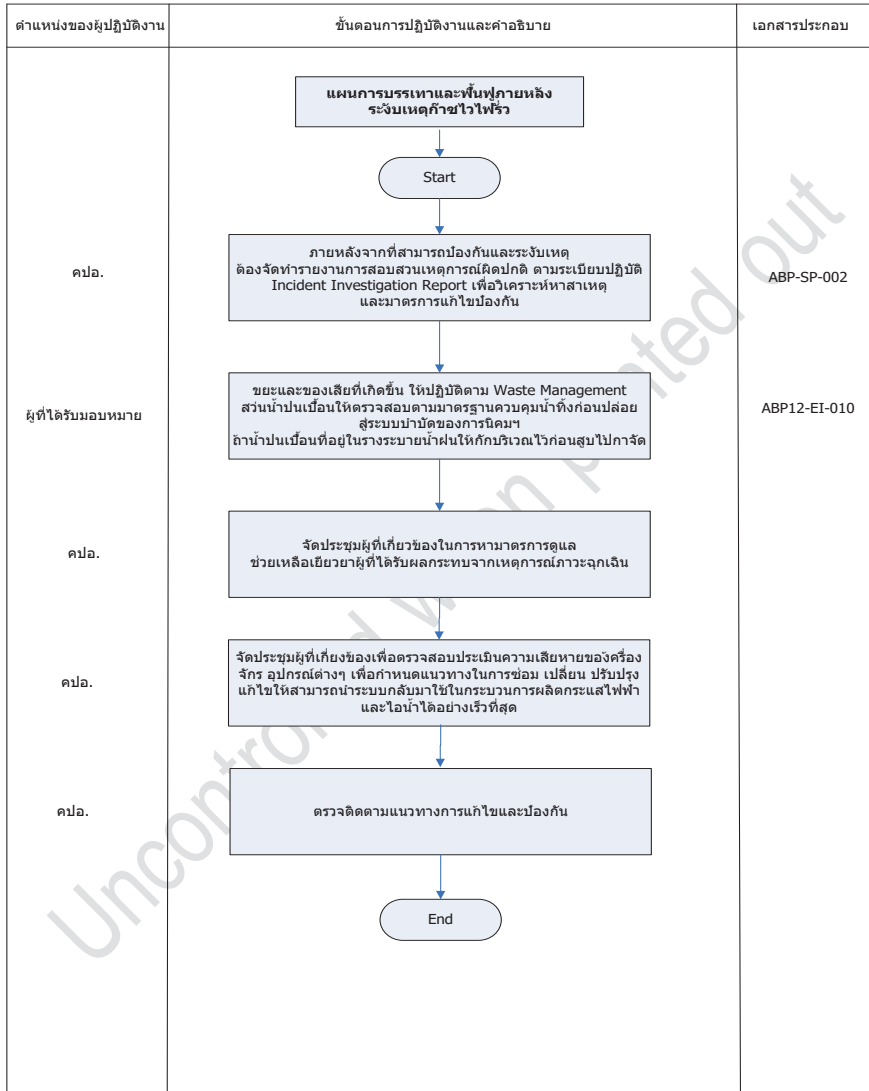 ตำแหน่งของผู้ปฏิบัติงาน
ขั้นตอนการปฏิบัติงานและคำอธิบาย
เอกสารประกอบ
แผนการบรรเทาและฟื้นฟูภายหลัง
ระงับเหตุก๊าซไวไฟรั่ว
Start
คปอ.
ภายหลังจากที่สามารถป้องกันและระงับเหตุ
ต้องจัดทำรายงานการสอบสวนเหตุการณ์ผิดปกติ ตามระเบียบปฏิบัติ
Incident Investigation Report เพื่อวิเคราะห์หาสาเหตุ
และมาตรการแก้ไขป้องกัน
ABP-SP-002
ผู้ที่ได้รับมอบหมาย
ขยะและของเสียที่เกิดขึ้น ให้ปฏิบัติตาม Waste Management
สว่นน้ำปนเปื้อนให้ตรวจสอบตามมาตรฐานควบคุมน้ำทิ้งก่อนปล่อย
สู่ระบบบำบัดของการนิคมฯ
ถ้าน้ำปนเปื้อนที่อยู่ในรางระบายน้ำฝนให้กักบริเวณไว้ก่อนสูบไปกาจัด
ABP12-EI-010
คปอ.
จัดประชุมผู้ที่เกี่ยวข้องในการหามาตรการดูแล
ช่วยเหลือเยียวยาผู้ที่ได้รับผลกระทบจากเหตุการณ์ภาวะฉุกเฉิน
คปอ.
จัดประชุมผู้ที่เกี่ยงข้องเพื่อตรวจสอบประเมินความเสียหายของเครื่อง
จักร อุปกรณ์ต่างๆ เพื่อกำหนดแนวทางในการซ่อม เปลี่ยน ปรับปรุง
แก้ไขให้สามารถนำระบบกลับมาใช้ในกระบวนการผลิตกระแสไฟฟ้า
และไอน้ำได้อย่างเร็วที่สุด
คปอ.
ตรวจติดตามแนวทางการแก้ไขและป้องกัน
End
Uncontrolled when printed out